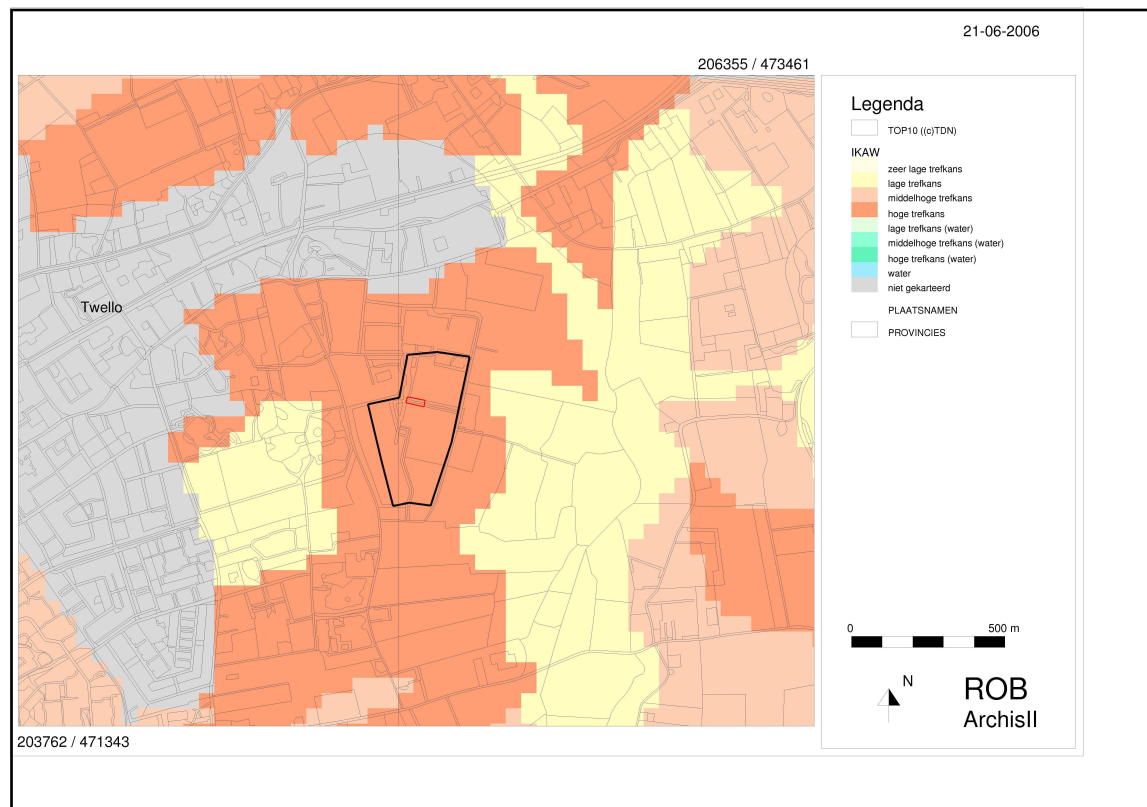 21-06-2006
206355 / 473461
Legenda
TOP10 ((c)TDN)
IKAW
zeer lage trefkans
lage trefkans
middelhoge trefkans
hoge trefkans
lage trefkans (water)
middelhoge trefkans (water)
hoge trefkans (water)
water
niet gekarteerd
PLAATSNAMEN
PROVINCIES
Twello
0 500 m
N
ROB
ArchisII
203762 / 471343